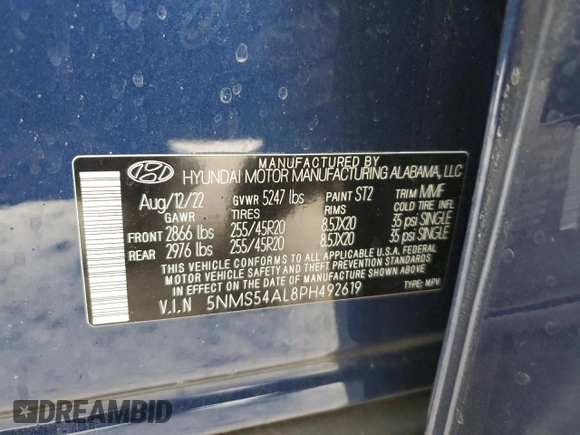 MANUFACTURED BY
HYUNDAI MOTOR MANUFACTURING ALABAMA, LLC
Aug/12/22 GVWR 5247 lbs PAINT ST2 TRIM MMF
GAWR TIRES RIMS COLD TIRE INFL
FRONT 2866 lbs 255/45R20 8.5JX20 35 psi SINGLE
REAR 2976 lbs 255/45R20 8.5JX20 35 psi SINGLE
THIS VEHICLE CONFORMS TO ALL APPLICABLE U.S.A. FEDERAL
MOTOR VEHICLE SAFETY AND THEFT PREVENTION STANDARDS
IN EFFECT ON THE DATE OF MANUFACTURE SHOWN ABOVE.
V.I.N 5NMS54AL8PH492619 TYPE: MPV
DREAMBID